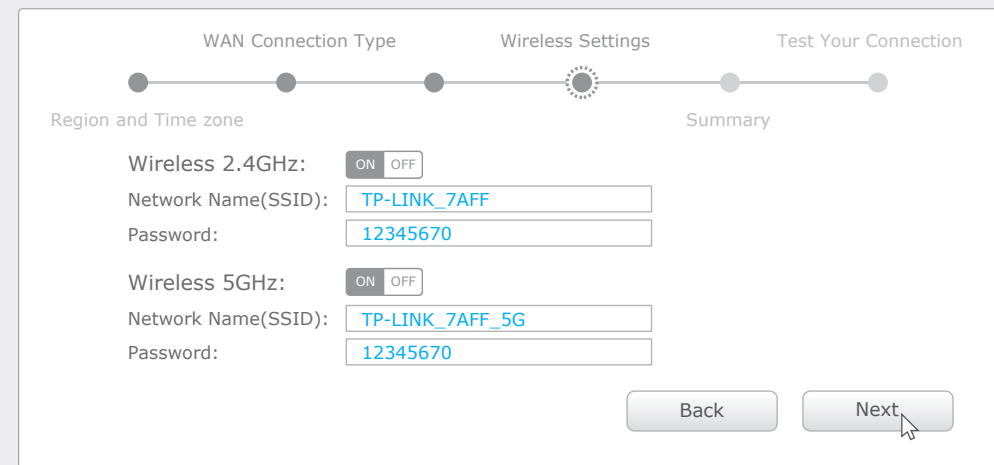 WAN Connection Type Wireless Settings Test Your Connection
Region and Time zone Summary
Wireless 2.4GHz: ON OFF
Network Name(SSID): TP-LINK_7AFF
Password: 12345670
Wireless 5GHz: ON OFF
Network Name(SSID): TP-LINK_7AFF_5G
Password: 12345670
Back Next